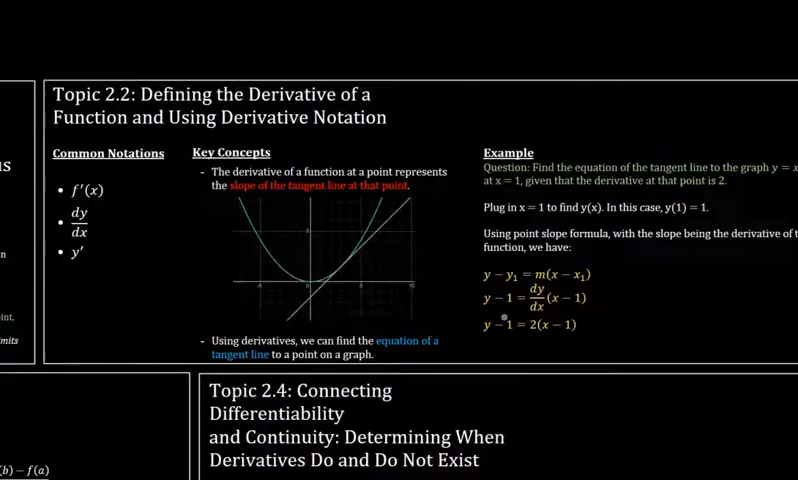 Topic 2.2: Defining the Derivative of a
Function and Using Derivative Notation
Common Notations
• f′(x)
• dy/dx
• y′
Key Concepts
- The derivative of a function at a point represents
the slope of the tangent line at that point.
5
-5
0
5
10
- Using derivatives, we can find the equation of a
tangent line to a point on a graph.
Example
Question: Find the equation of the tangent line to the graph y = x
at x = 1, given that the derivative at that point is 2.
Plug in x = 1 to find y(x). In this case, y(1) = 1.
Using point slope formula, with the slope being the derivative of
function, we have:
y − y₁ = m(x − x₁)
y − 1 = dy/dx (x − 1)
y − 1 = 2(x − 1)
Topic 2.4: Connecting
Differentiability
and Continuity: Determining When
Derivatives Do and Do Not Exist
(b) − f(a)